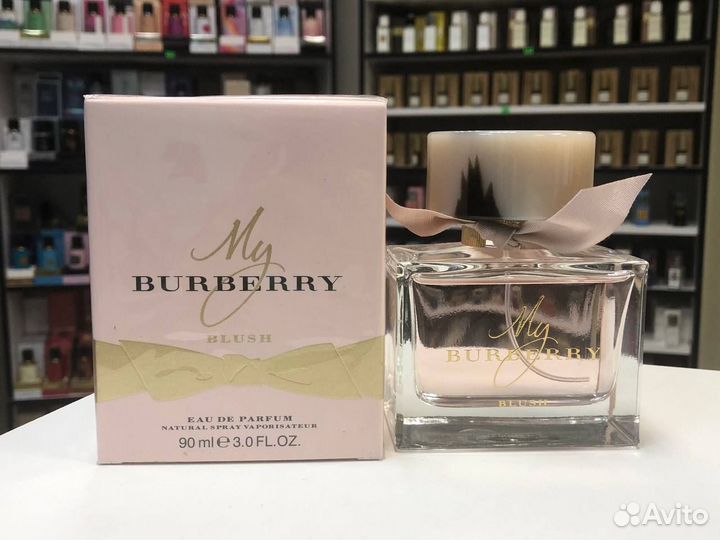 My
BURBERRY
BLUSH
EAU DE PARFUM
NATURAL SPRAY VAPORISATEUR
90 ml e 3.0 FL.OZ.
My
BURBERRY
BLUSH
Avito